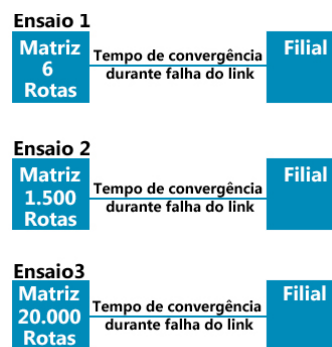 Ensaio 1
Matriz
6
Rotas
Tempo de convergência
durante falha do link
Filial
Ensaio 2
Matriz
1.500
Rotas
Tempo de convergência
durante falha do link
Filial
Ensaio3
Matriz
20.000
Rotas
Tempo de convergência
durante falha do link
Filial